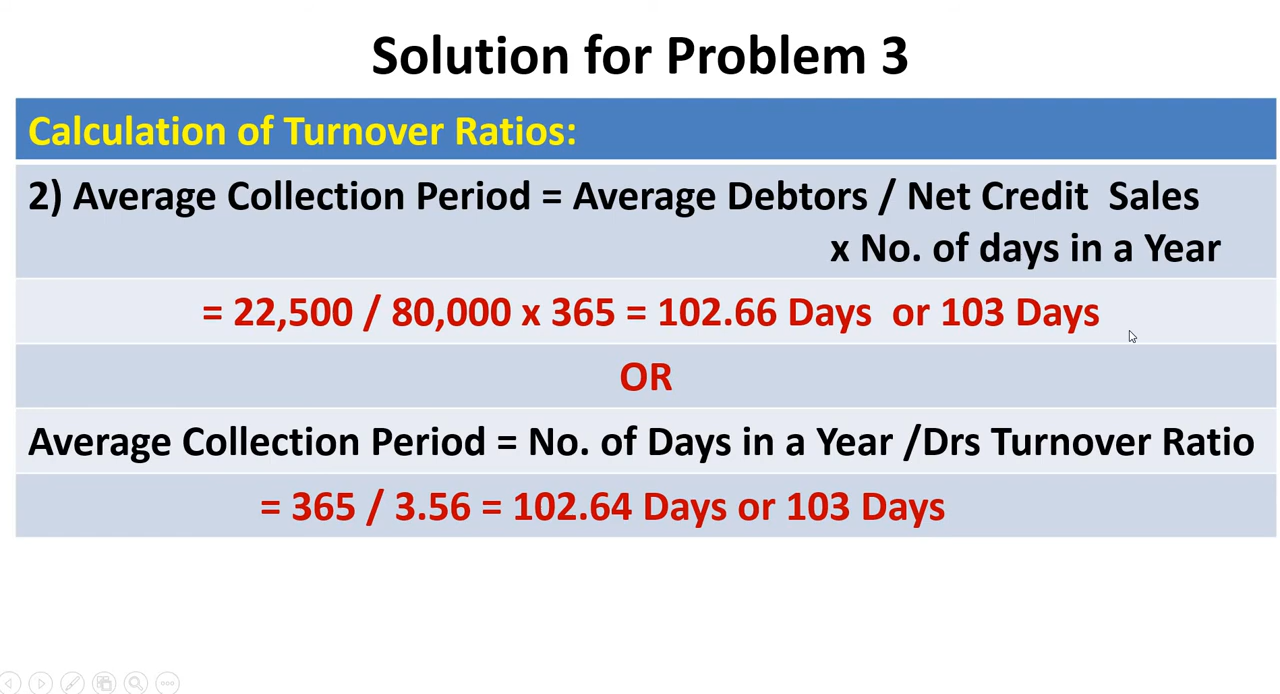 Solution for Problem 3
Calculation of Turnover Ratios:
2) Average Collection Period = Average Debtors / Net Credit  Sales
x No. of days in a Year
= 22,500 / 80,000 x 365 = 102.66 Days  or 103 Days
OR
Average Collection Period = No. of Days in a Year /Drs Turnover Ratio
= 365 / 3.56 = 102.64 Days or 103 Days